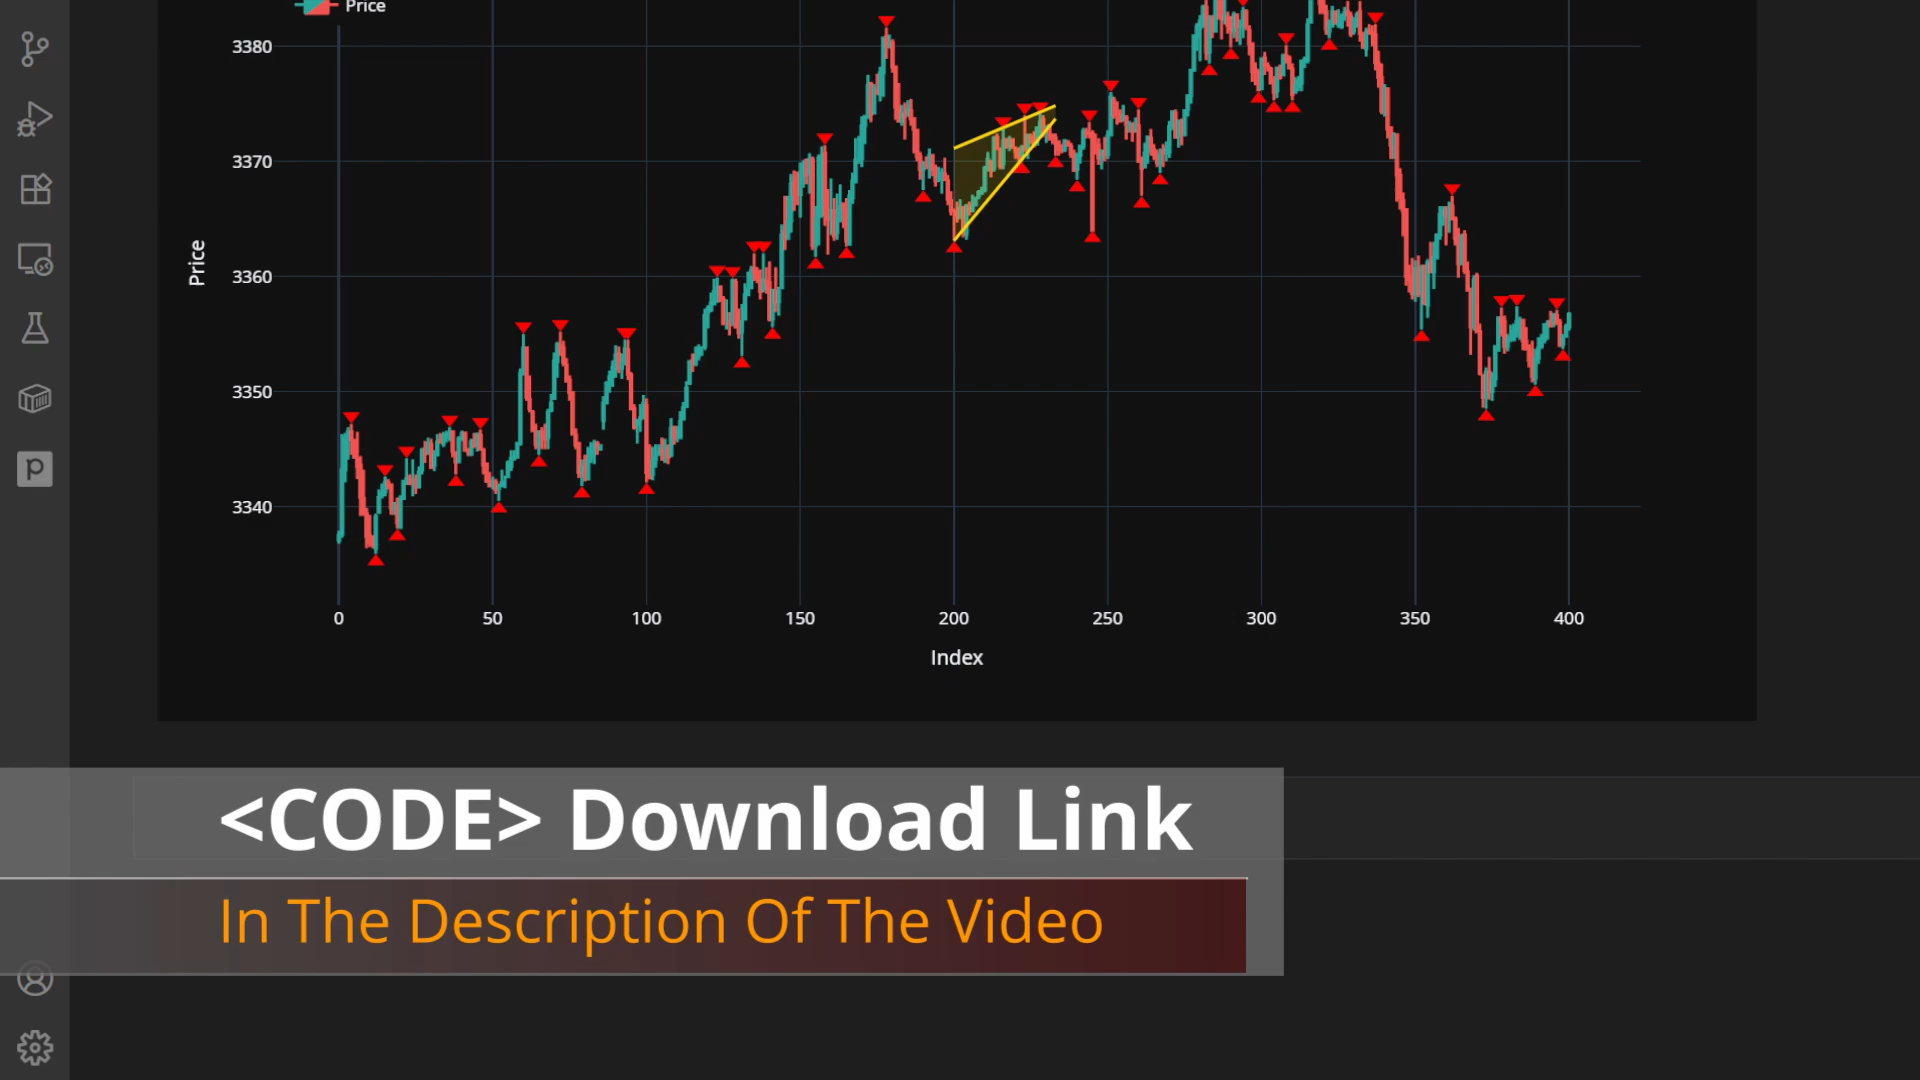 Price
3380
3370
3360
3350
3340
Price
0 50 100 150 200 250 300 350 400
Index
<CODE> Download Link
In The Description Of The Video